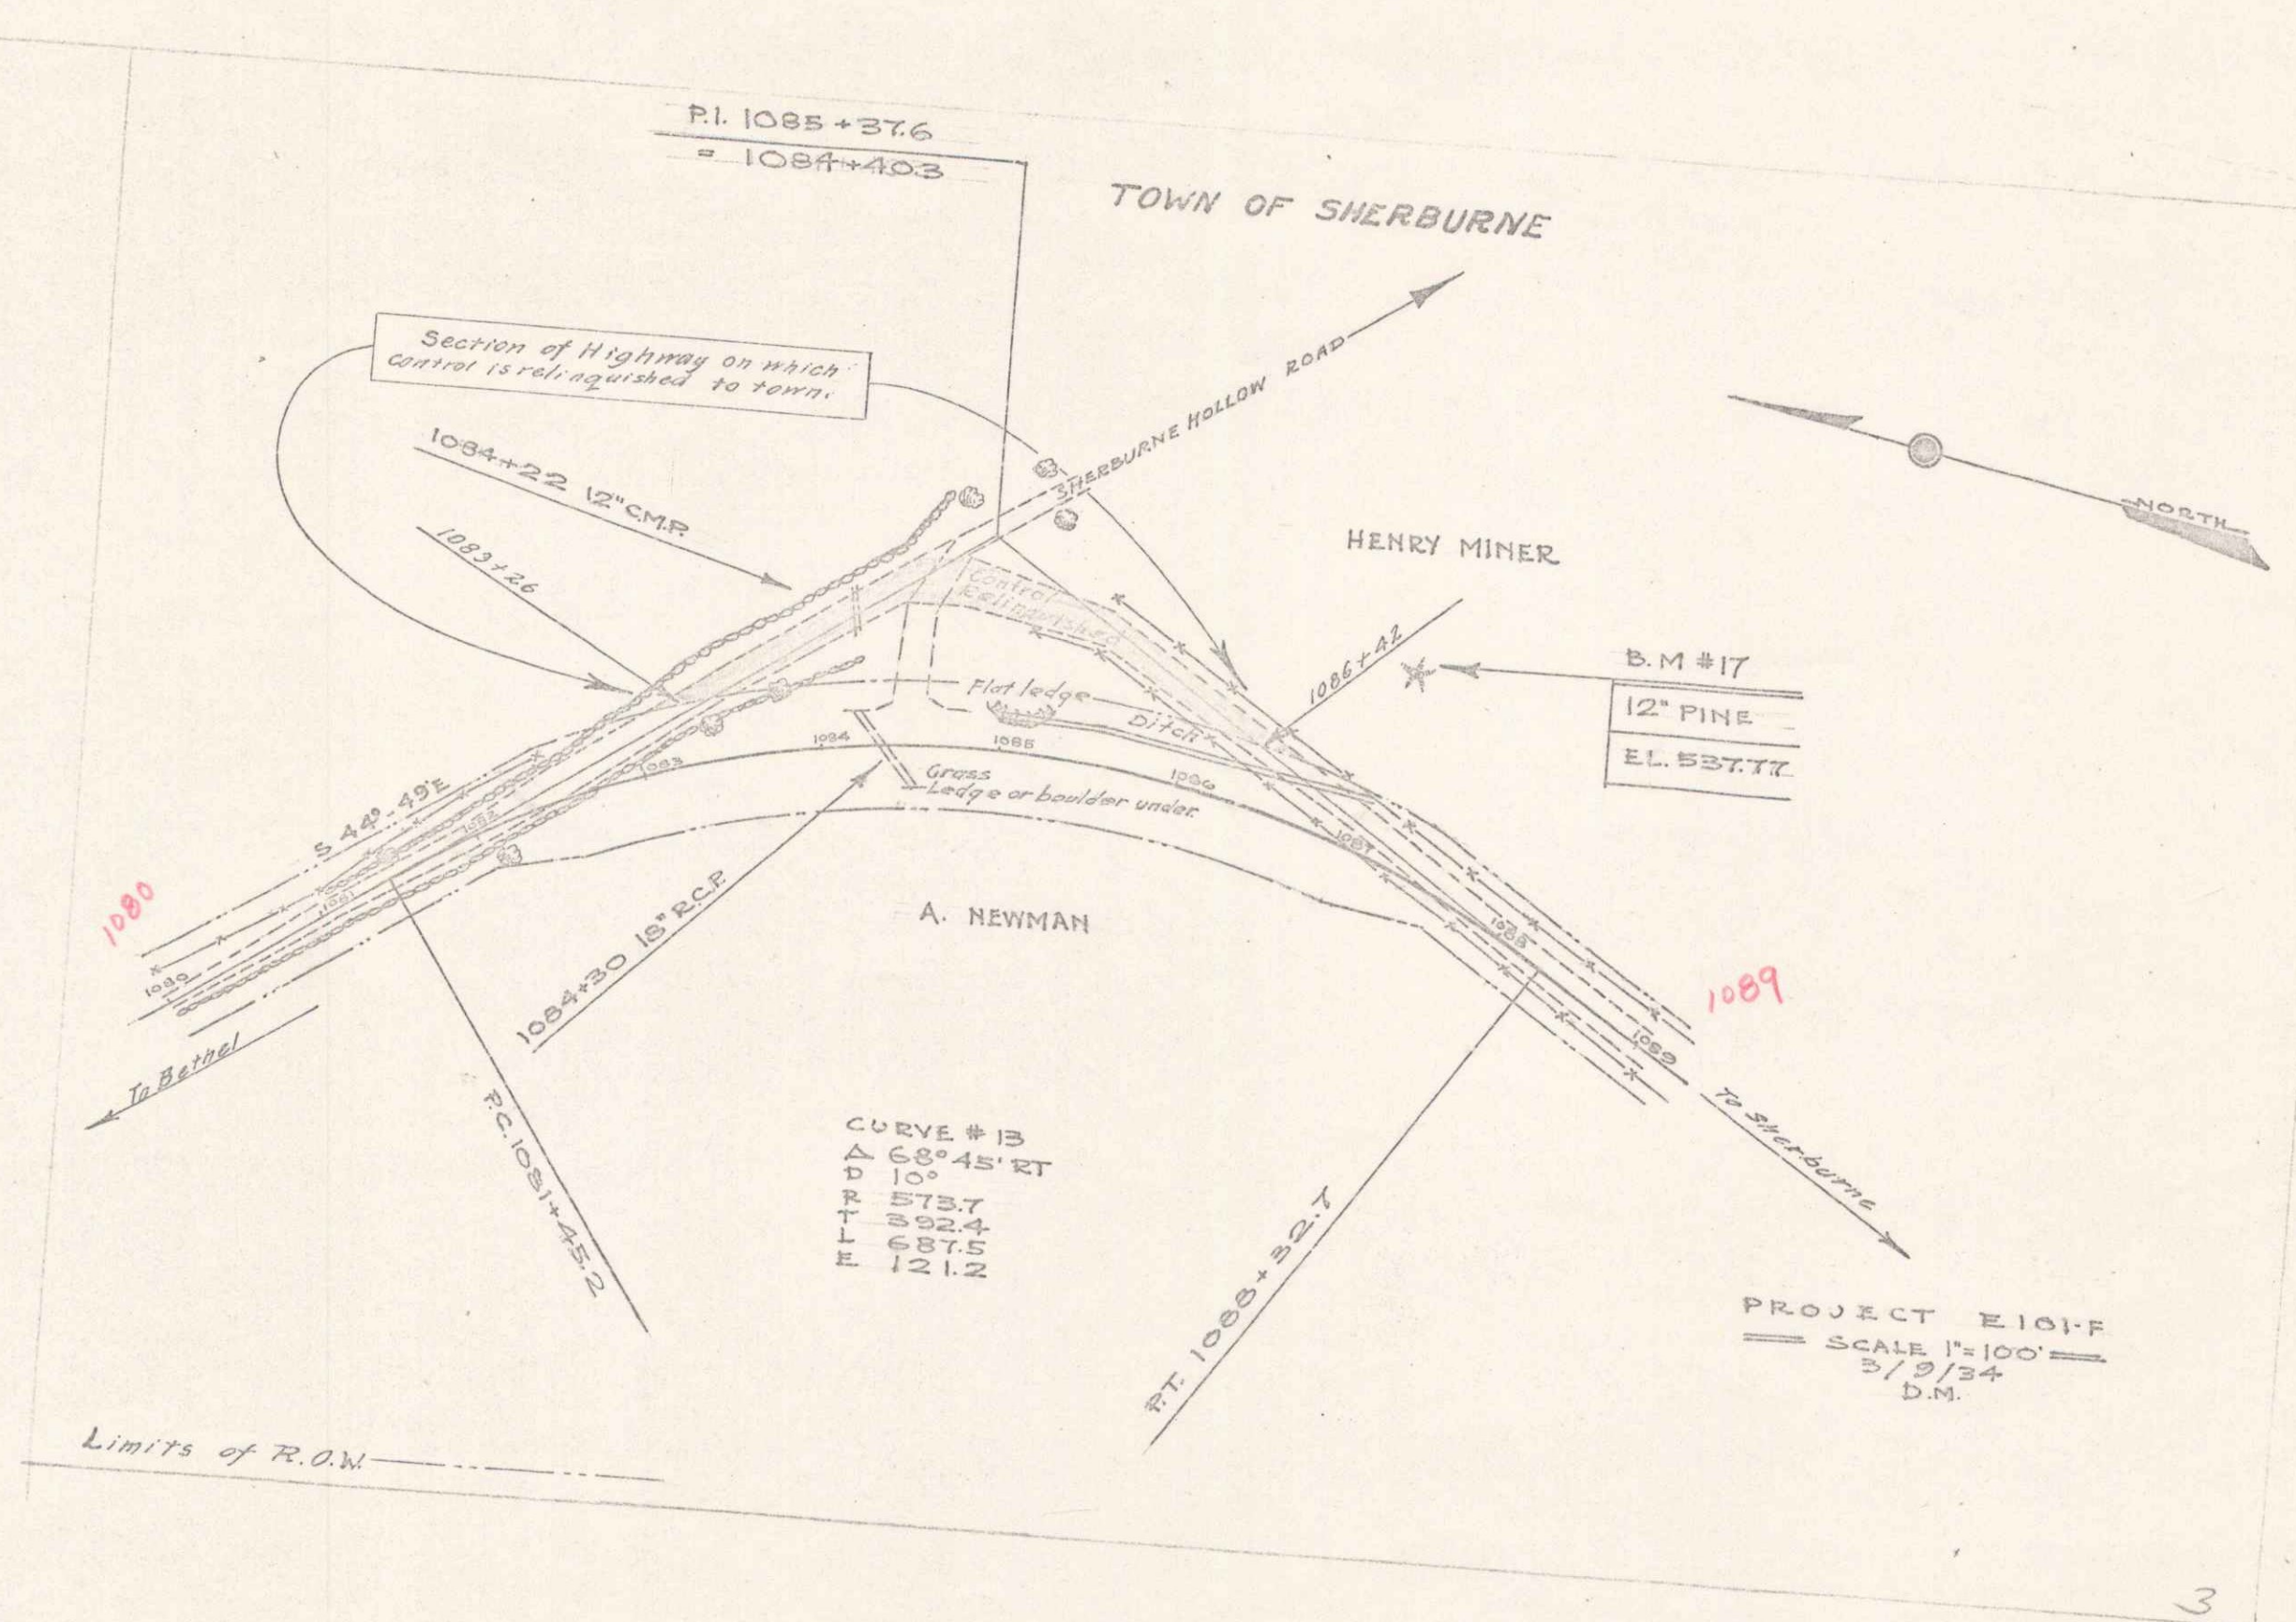 P.I. 1085+37.6
= 1084+403
TOWN OF SHERBURNE
Section of Highway on which
control is relinquished to town.
SHERBURNE HOLLOW ROAD
1084+22 12" C.M.P.
1083+26
NORTH
HENRY MINER
Control
Relinquished
1086+42
B.M #17
12" PINE
EL. 537.77
Flat ledge
Ditch
1084
1085
1083
1086
Grass
Ledge or boulder under.
S 44°-49'E
1082
1087
1081
1080
1080
1088
1089
1089
A. NEWMAN
1084+30 18" R.C.P.
To Bethel
To Sherburne
P.C. 1081+45.2
CURVE #13
Δ 68°45' RT
D 10°
R 573.7
T 392.4
L 687.5
E 121.2
P.T. 1088+32.7
PROJECT E101-F
SCALE 1"=100'
3/9/34
D.M.
Limits of R.O.W.
3